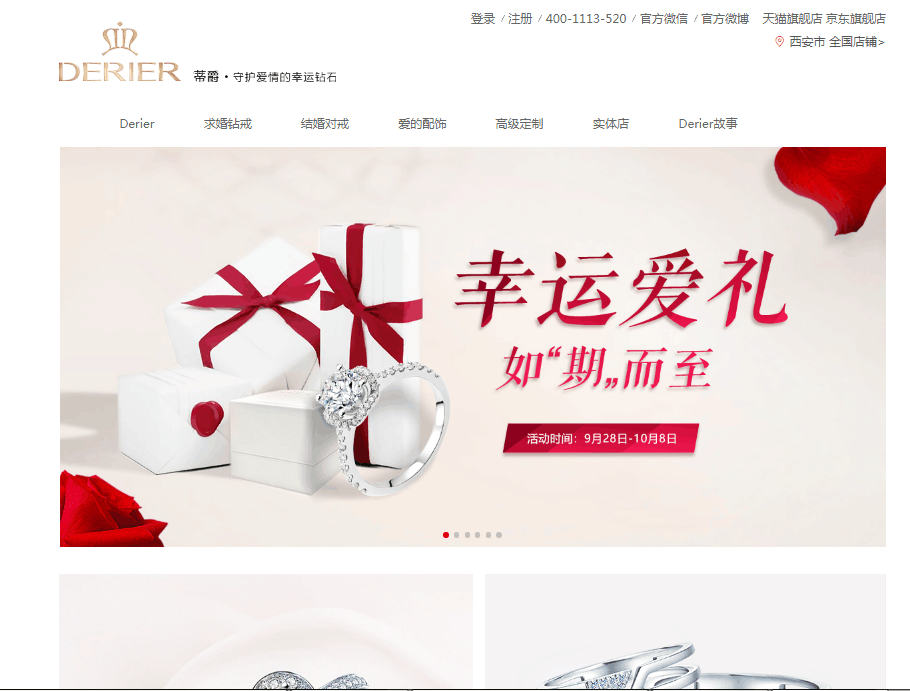 登录 / 注册 / 400-1113-520 / 官方微信 / 官方微博 天猫旗舰店 京东旗舰店
西安市 全国店铺>
DERIER 蒂爵·守护爱情的幸运钻石
Derier 求婚钻戒 结婚对戒 爱的配饰 高级定制 实体店 Derier故事
幸运爱礼
如“期„而至
活动时间：9月28日-10月8日